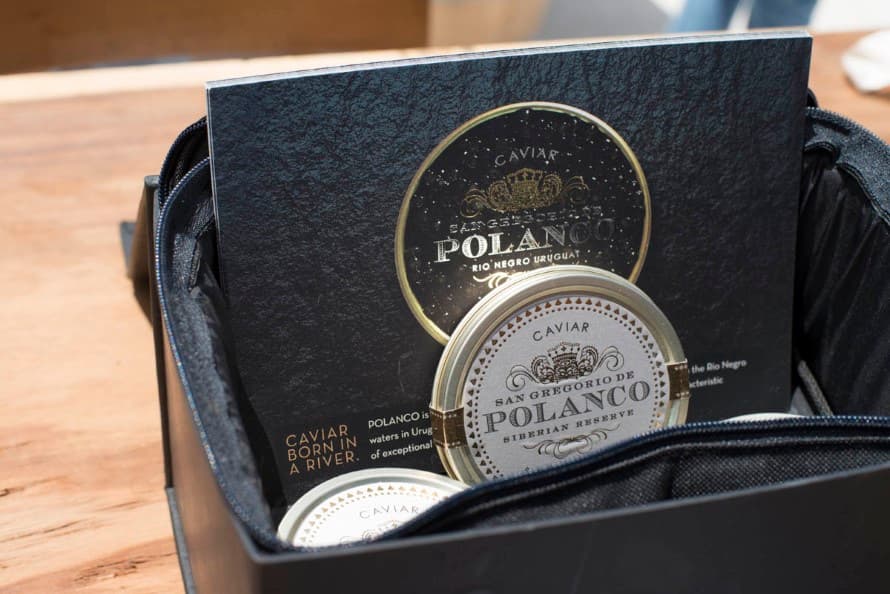 CAVIAR
SAN GREGORIO DE
POLANCO
RIO NEGRO URUGUAY
CAVIAR
SAN GREGORIO DE
POLANCO
SIBERIAN RESERVE
CAVIAR
BORN IN
A RIVER.
POLANCO is
waters in Urug
of exceptional
the Rio Negro
acteristic
CAVIAR